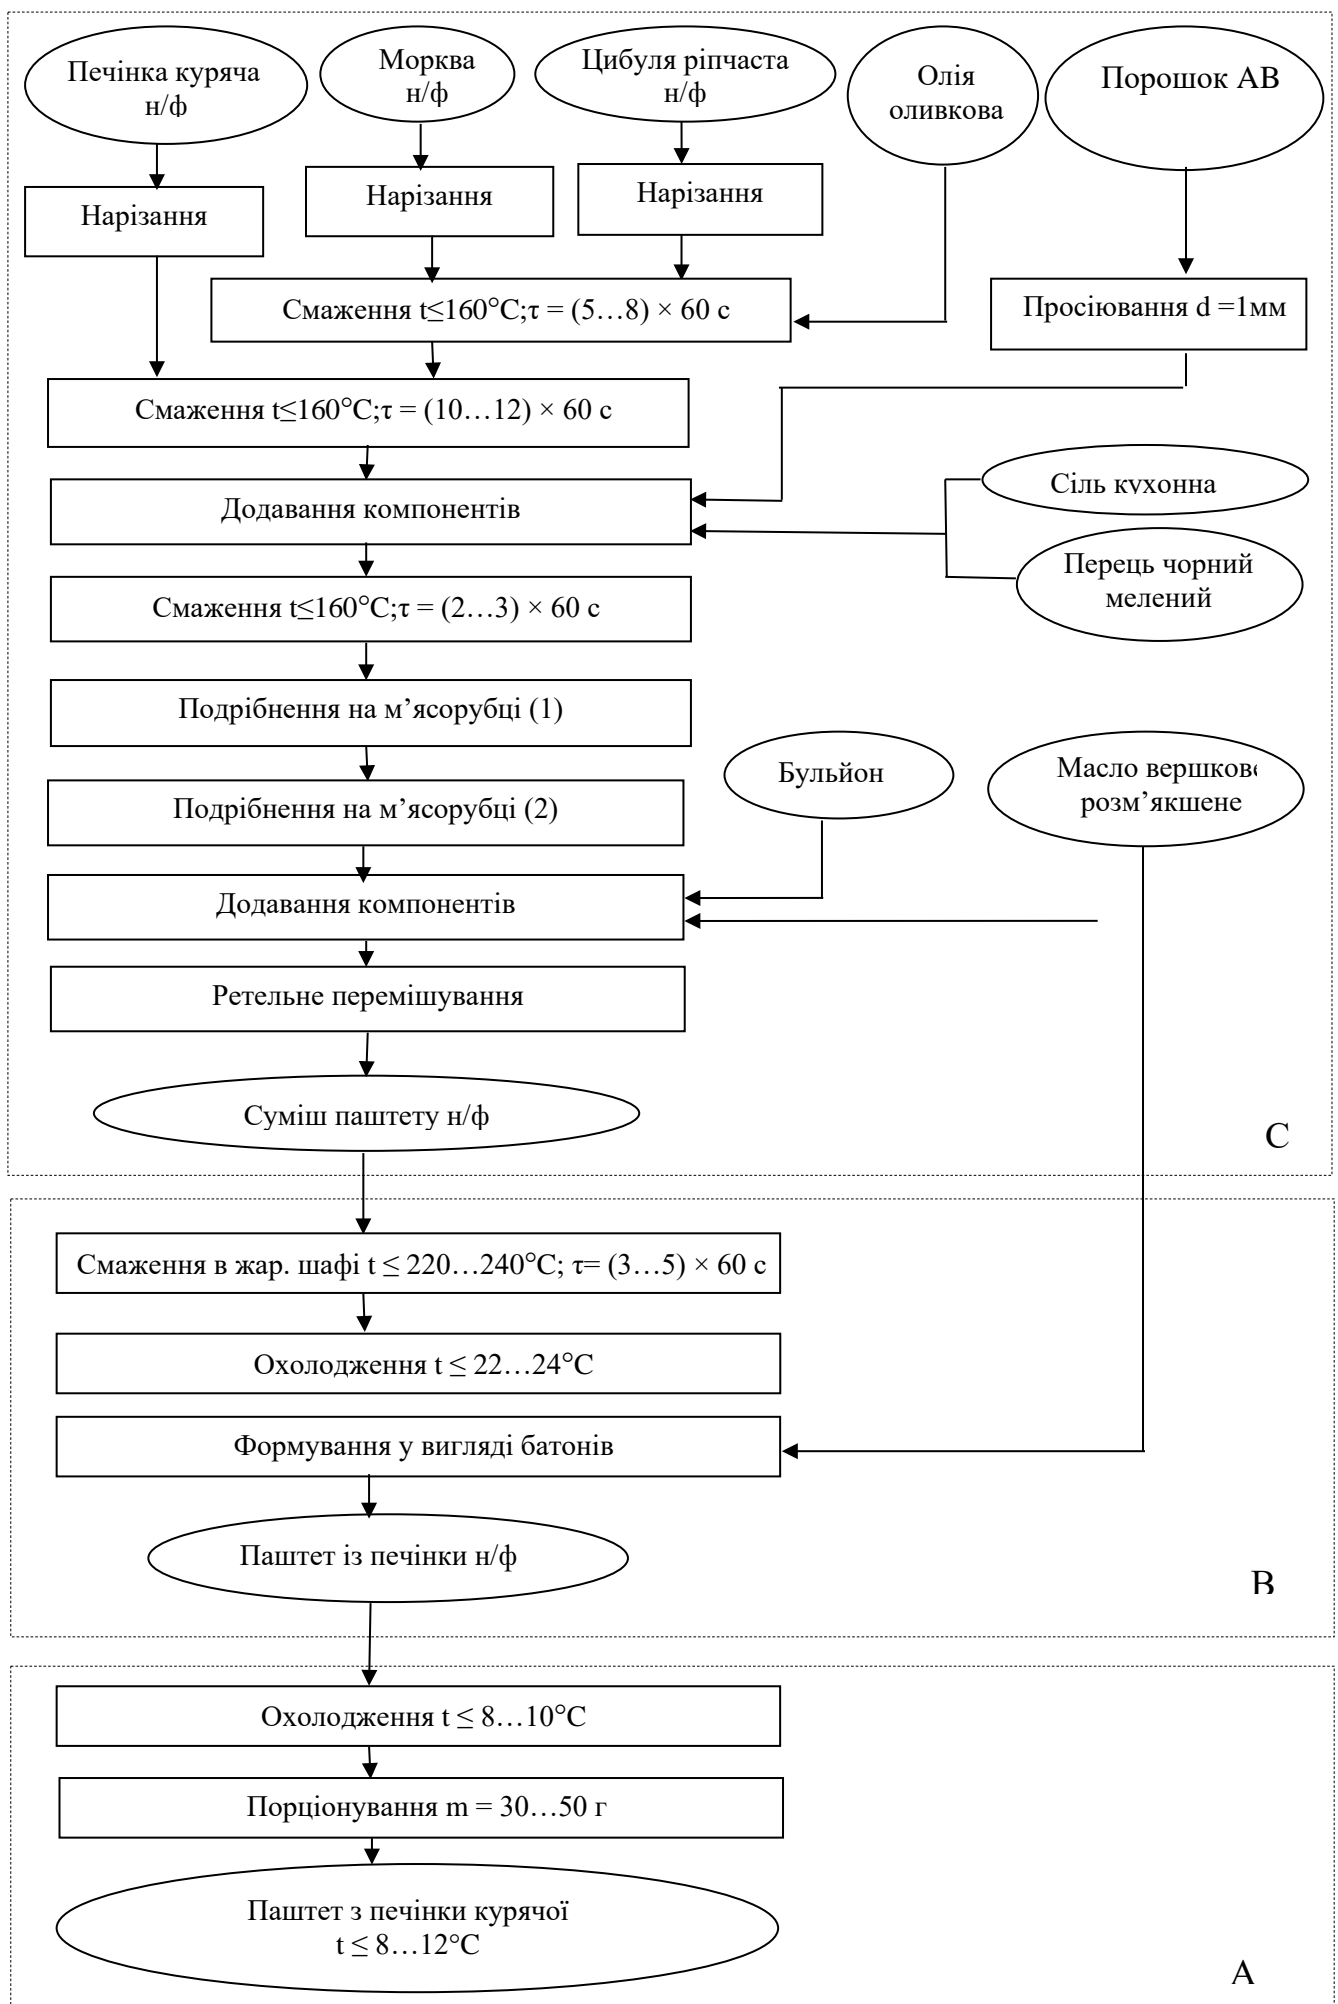 Печінка куряча
н/ф
Морква
н/ф
Цибуля ріпчаста
н/ф
Олія
оливкова
Порошок АВ
Нарізання
Нарізання
Нарізання
Смаження t≤160°С;τ = (5…8) × 60 с
Просіювання d =1мм
Смаження t≤160°С;τ = (10…12) × 60 с
Додавання компонентів
Сіль кухонна
Перець чорний
мелений
Смаження t≤160°С;τ = (2…3) × 60 с
Подрібнення на м’ясорубці (1)
Бульйон
Масло вершкове
розм’якшене
Подрібнення на м’ясорубці (2)
Додавання компонентів
Ретельне перемішування
Суміш паштету н/ф
С
Смаження в жар. шафі t ≤ 220…240°С; τ= (3…5) × 60 с
Охолодження t ≤ 22…24°С
Формування у вигляді батонів
Паштет із печінки н/ф
В
Охолодження t ≤ 8…10°С
Порціонування m = 30…50 г
Паштет з печінки курячої
t ≤ 8…12°С
А